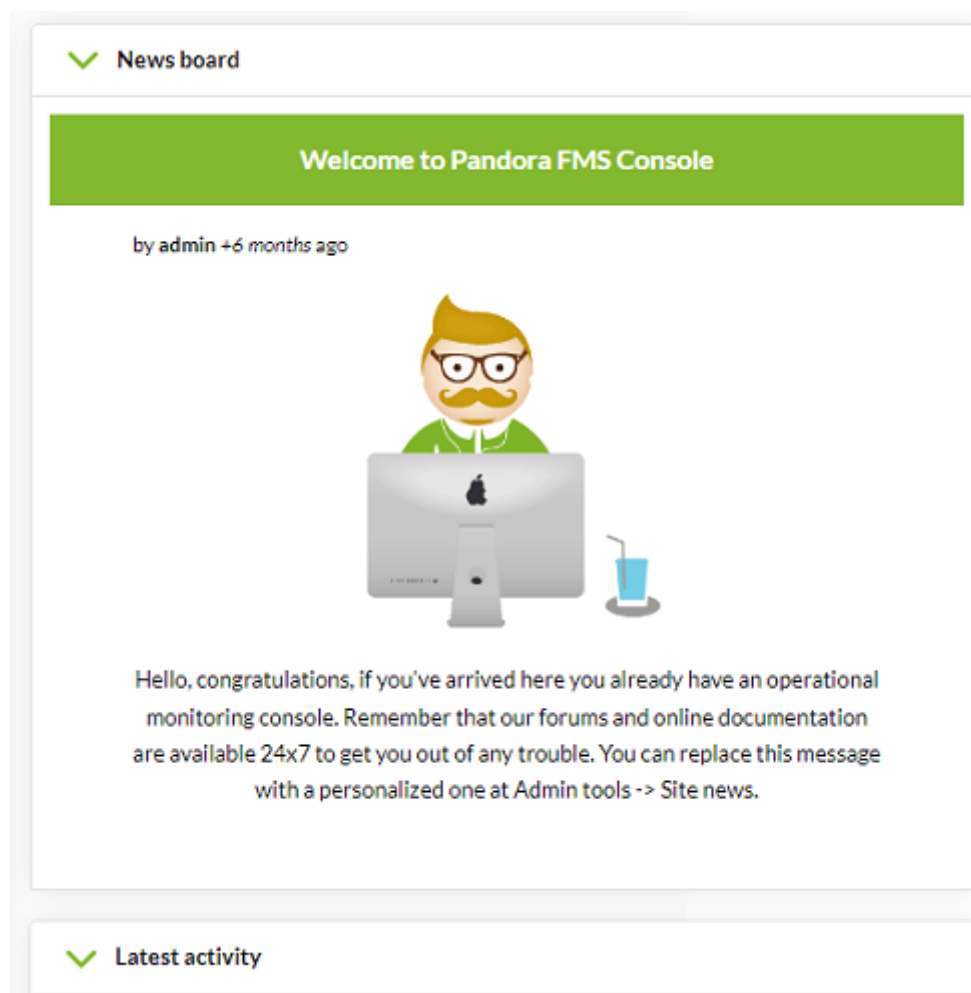 News board
Welcome to Pandora FMS Console
by admin +6 months ago
Hello, congratulations, if you've arrived here you already have an operational
monitoring console. Remember that our forums and online documentation
are available 24x7 to get you out of any trouble. You can replace this message
with a personalized one at Admin tools -> Site news.
Latest activity